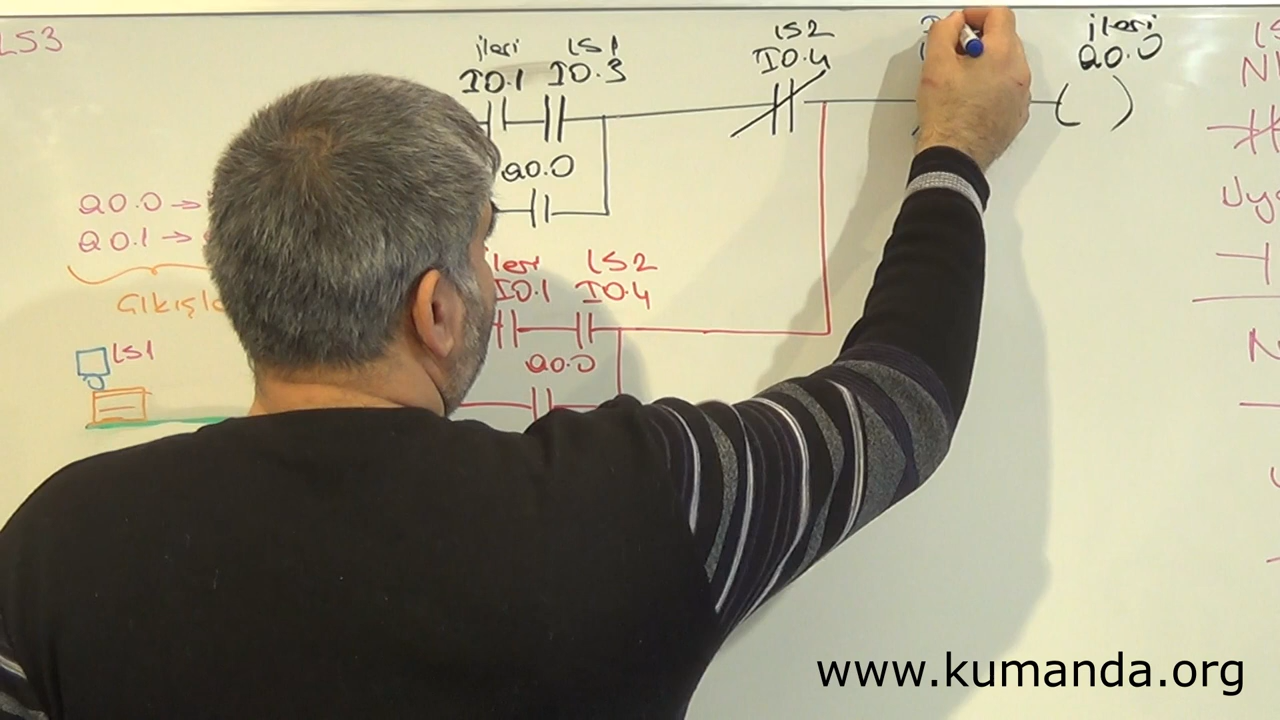 LS3
ileri
I0.1
LS1
I0.3
LS2
I0.4
ileri
Q0.0
Q0.0
Q0.0 →
Q0.1 →
LS1
ileri
I0.1
LS2
I0.4
Q0.0
www.kumanda.org